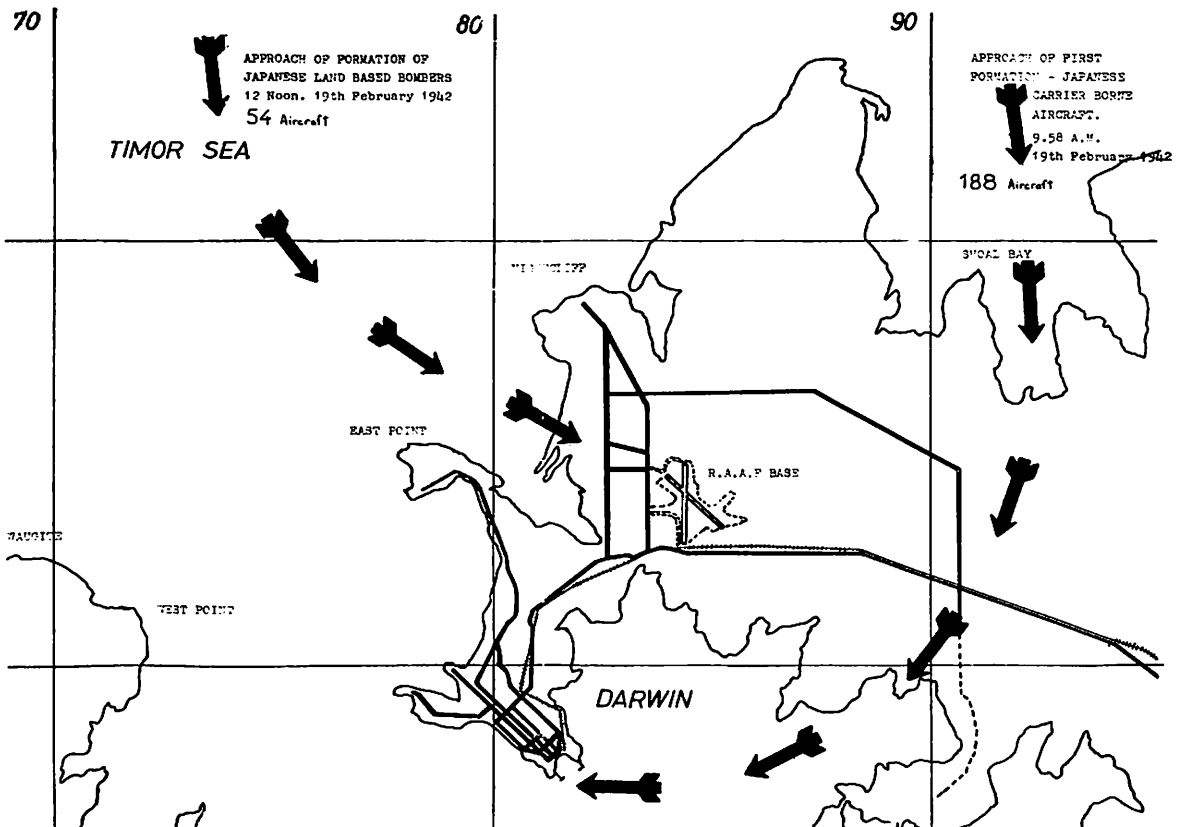 70
80
90
APPROACH OF FORMATION OF
JAPANESE LAND BASED BOMBERS
12 Noon. 19th February 1942
54 Aircraft
APPROACH OF FIRST
FORMATION - JAPANESE
CARRIER BORNE
AIRCRAFT.
9.58 A.M.
19th February 1942
188 Aircraft
TIMOR SEA
SHOAL BAY
EAST POINT
R.A.A.F BASE
WEST POINT
DARWIN